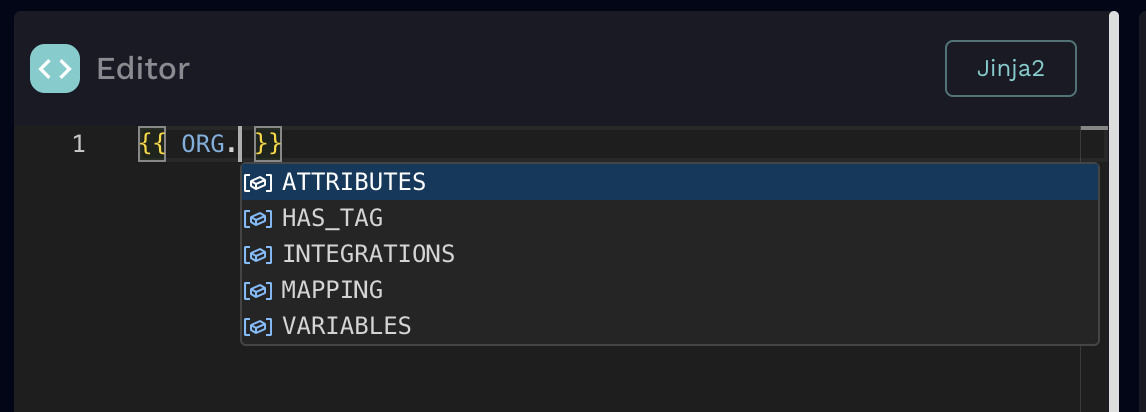 Editor
Jinja2
1 {{ ORG. }}
ATTRIBUTES
HAS_TAG
INTEGRATIONS
MAPPING
VARIABLES